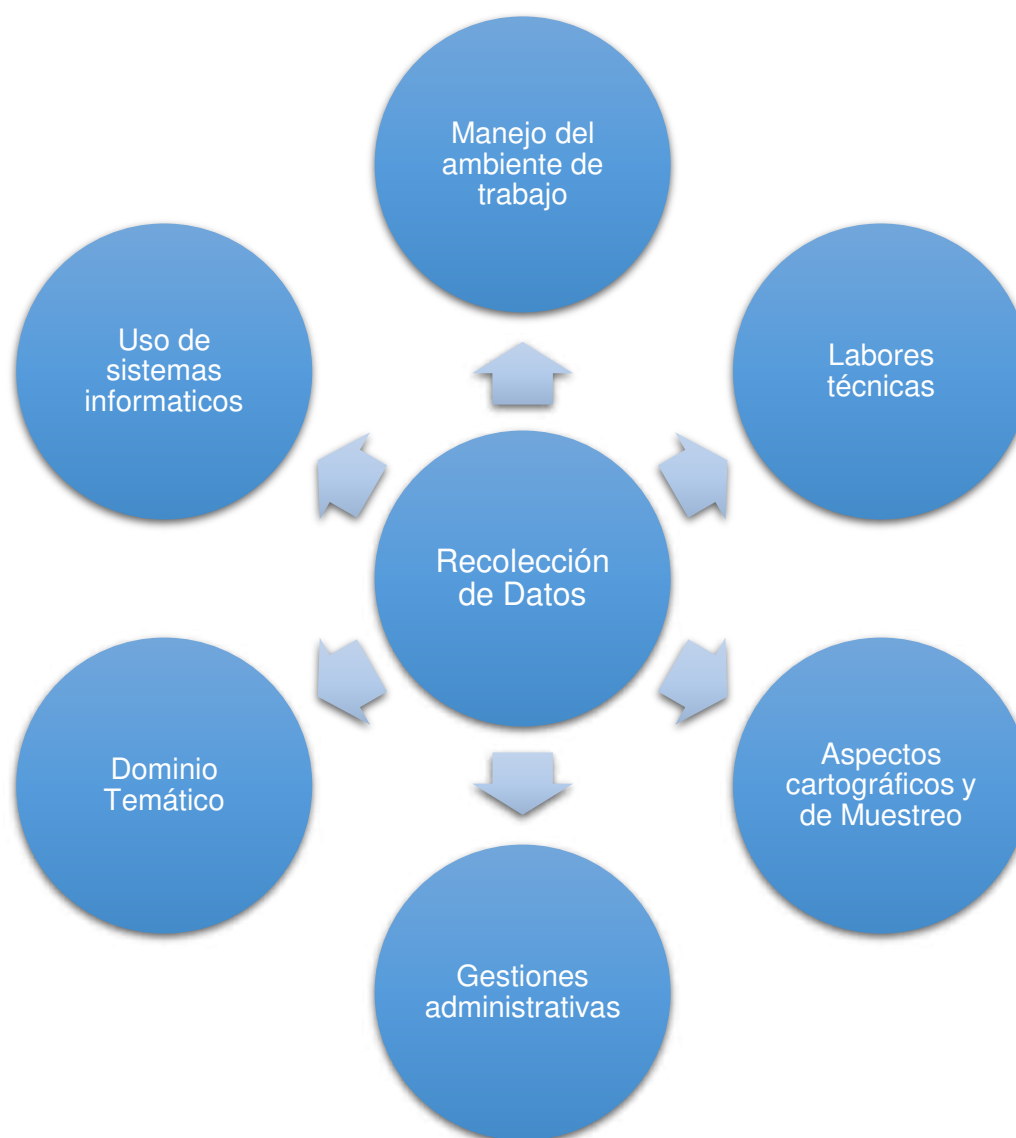 Manejo del
ambiente de
trabajo
Uso de
sistemas
informaticos
Labores
técnicas
Recolección
de Datos
Dominio
Temático
Aspectos
cartográficos y
de Muestreo
Gestiones
administrativas